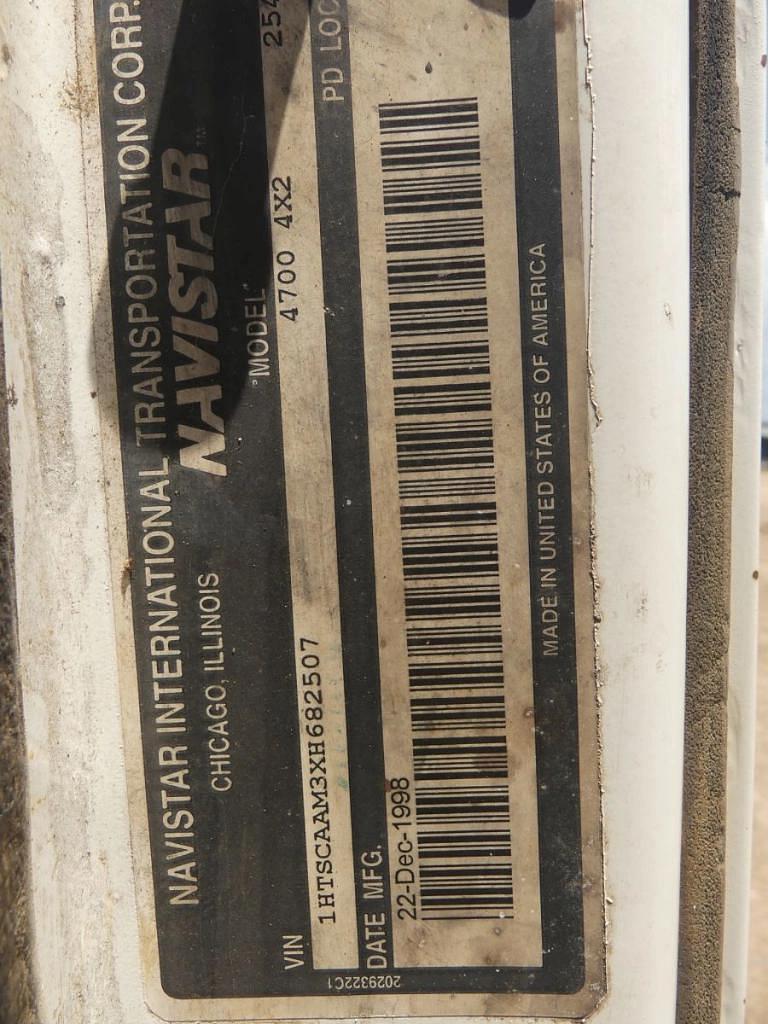 NAVISTAR INTERNATIONAL TRANSPORTATION CORP.
CHICAGO, ILLINOIS NAVISTAR™
VIN MODEL
1HTSCAAM3XH682507 4700 4X2 254
DATE MFG. PD LOC
22-Dec-1998
MADE IN UNITED STATES OF AMERICA
2029322C1